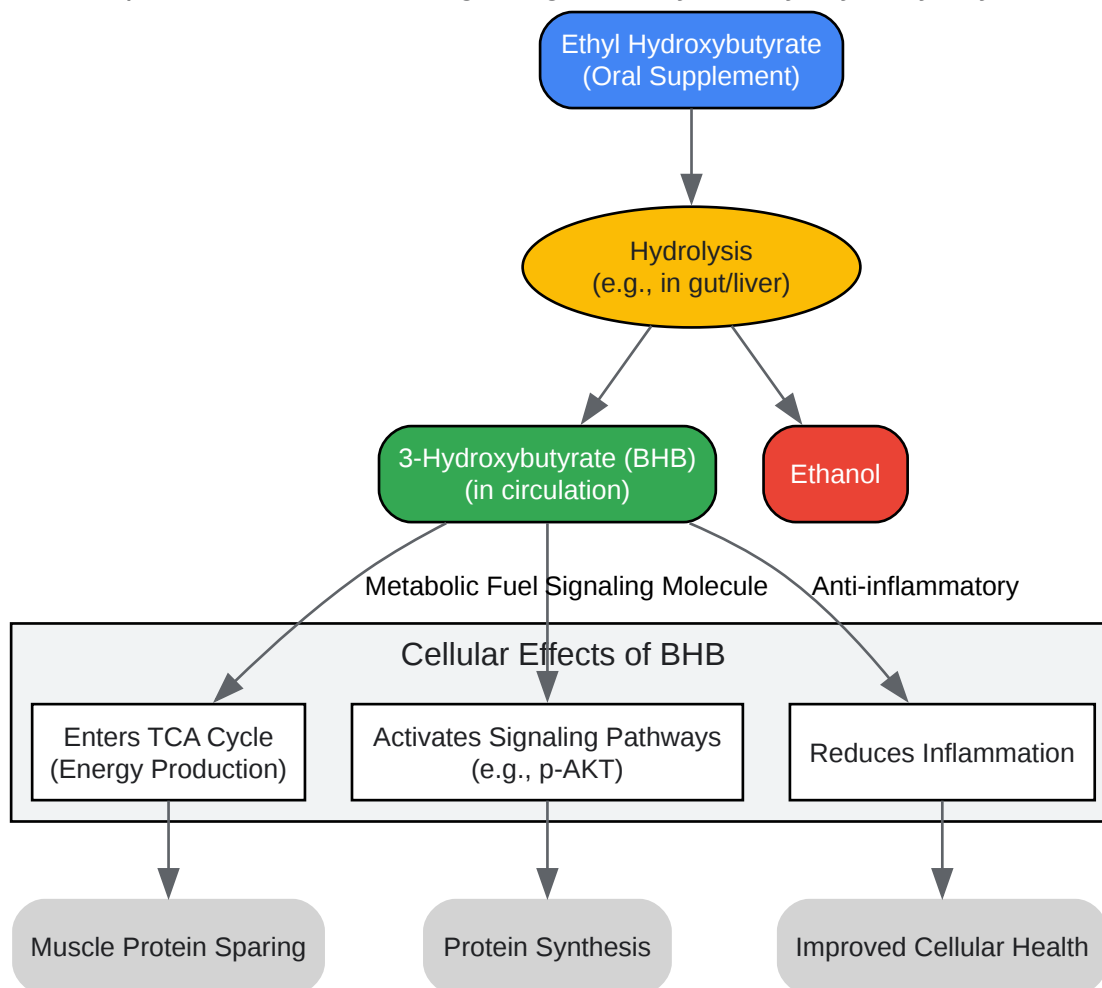 Ethyl Hydroxybutyrate
(Oral Supplement)
Hydrolysis
(e.g., in gut/liver)
3-Hydroxybutyrate (BHB)
(in circulation)
Ethanol
Metabolic Fuel
Signaling Molecule
Anti-inflammatory
Cellular Effects of BHB
Enters TCA Cycle
(Energy Production)
Activates Signaling Pathways
(e.g., p-AKT)
Reduces Inflammation
Muscle Protein Sparing
Protein Synthesis
Improved Cellular Health